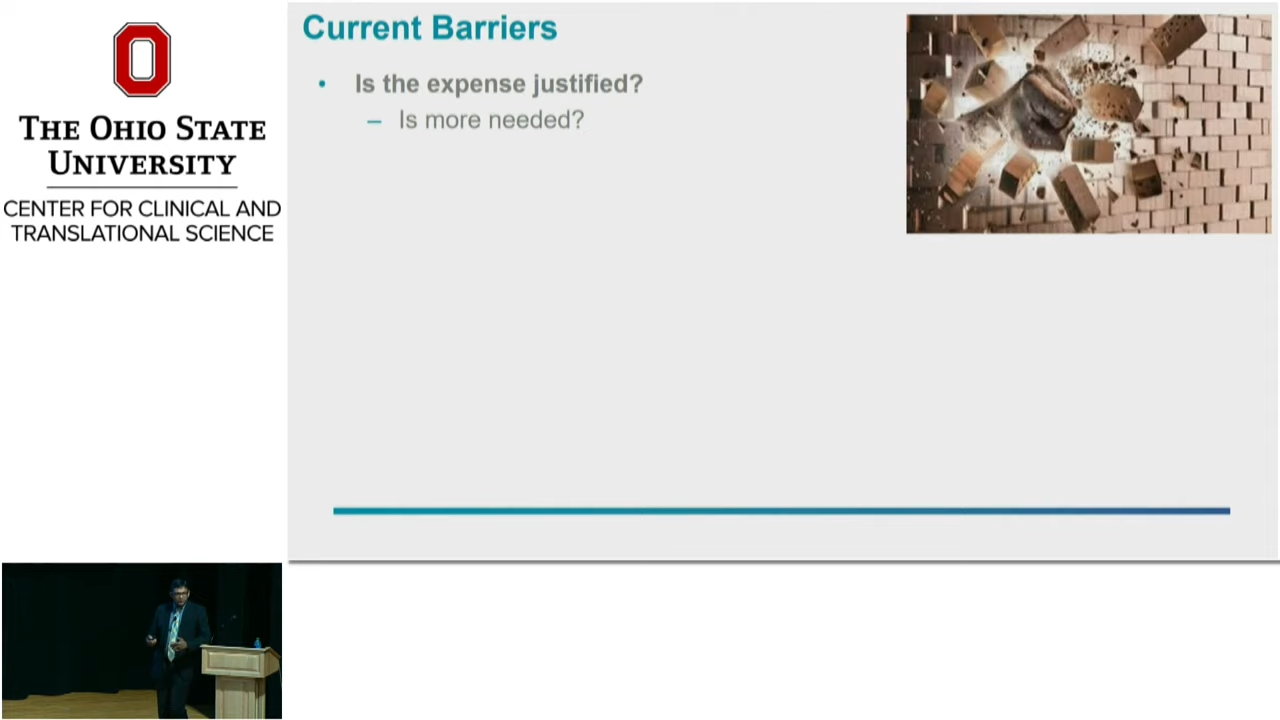 THE OHIO STATE
UNIVERSITY
CENTER FOR CLINICAL AND
TRANSLATIONAL SCIENCE
Current Barriers
• Is the expense justified?
– Is more needed?